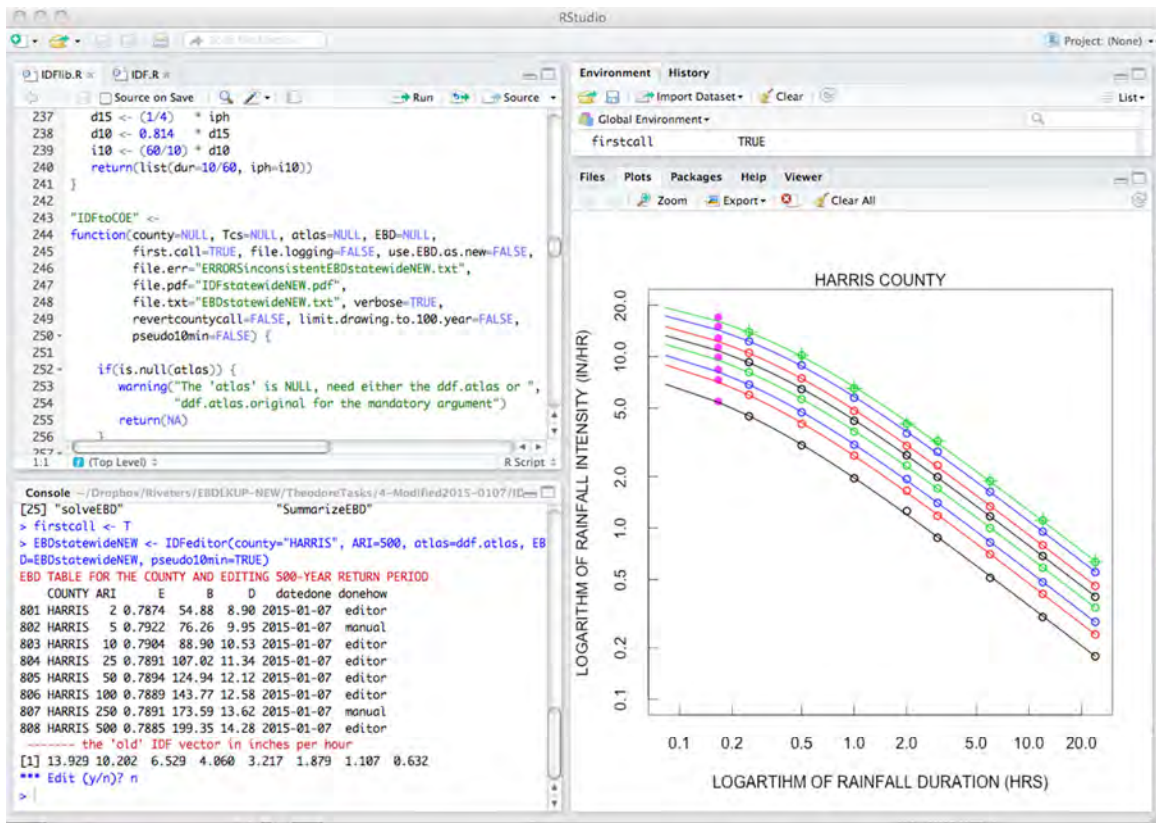 RStudio
Project: (None)
IDFlib.R
IDF.R
Source on Save
Run
Source
237 d15 <- (1/4) * iph
238 d10 <- 0.814 * d15
239 i10 <- (60/10) * d10
240 return(list(dur=10/60, iph=i10))
241 }
242
243 "IDFtoCOE" <-
244 function(county=NULL, Tcs=NULL, atlas=NULL, EBD=NULL,
245 first.call=TRUE, file.logging=FALSE, use.EBD.as.new=FALSE,
246 file.err="ERRORSinconsistentEBDstatewideNEW.txt",
247 file.pdf="IDFstatewideNEW.pdf",
248 file.txt="EBDstatewideNEW.txt", verbose=TRUE,
249 revertcountycall=FALSE, limit.drawing.to.100.year=FALSE,
250 pseudo10min=FALSE) {
251
252 if(is.null(atlas)) {
253 warning("The 'atlas' is NULL, need either the ddf.atlas or ",
254 "ddf.atlas.original for the mandatory argument")
255 return(NA)
256 }
257
1:1 (Top Level) R Script
Console ~/Dropbox/Riveters/EBDLKUP-NEW/TheodoreTasks/4-Modified2015-0107/
[25] "solveEBD" "SummarizeEBD"
> firstcall <- T
> EBDstatewideNEW <- IDFeditor(county="HARRIS", ARI=500, atlas=ddf.atlas, EB
D=EBDstatewideNEW, pseudo10min=TRUE)
EBD TABLE FOR THE COUNTY AND EDITING 500-YEAR RETURN PERIOD
COUNTY ARI E B D datedone donehow
801 HARRIS 2 0.7874 54.88 8.90 2015-01-07 editor
802 HARRIS 5 0.7922 76.26 9.95 2015-01-07 manual
803 HARRIS 10 0.7904 88.90 10.53 2015-01-07 editor
804 HARRIS 25 0.7891 107.02 11.34 2015-01-07 editor
805 HARRIS 50 0.7894 124.94 12.12 2015-01-07 editor
806 HARRIS 100 0.7889 143.77 12.58 2015-01-07 editor
807 HARRIS 250 0.7891 173.59 13.62 2015-01-07 manual
808 HARRIS 500 0.7885 199.35 14.28 2015-01-07 editor
------- the 'old' IDF vector in inches per hour
[1] 13.929 10.202 6.529 4.060 3.217 1.879 1.107 0.632
*** Edit (y/n)? n
>
Environment History
Import Dataset Clear List
Global Environment
firstcall TRUE
Files Plots Packages Help Viewer
Zoom Export Clear All
HARRIS COUNTY
LOGARITHM OF RAINFALL INTENSITY (IN/HR)
20.0
10.0
5.0
2.0
1.0
0.5
0.2
0.1
0.1 0.2 0.5 1.0 2.0 5.0 10.0 20.0
LOGARTIHM OF RAINFALL DURATION (HRS)